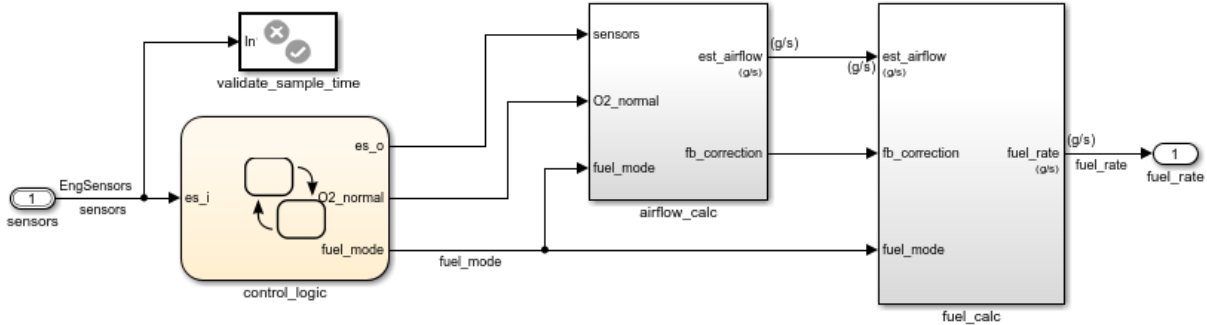 In
validate_sample_time
1
sensors
EngSensors
sensors
es_i
es_o
O2_normal
fuel_mode
control_logic
fuel_mode
sensors
O2_normal
fuel_mode
est_airflow
(g/s)
fb_correction
airflow_calc
(g/s)
(g/s)
est_airflow
(g/s)
fb_correction
fuel_mode
fuel_rate
(g/s)
fuel_calc
(g/s)
fuel_rate
1
fuel_rate